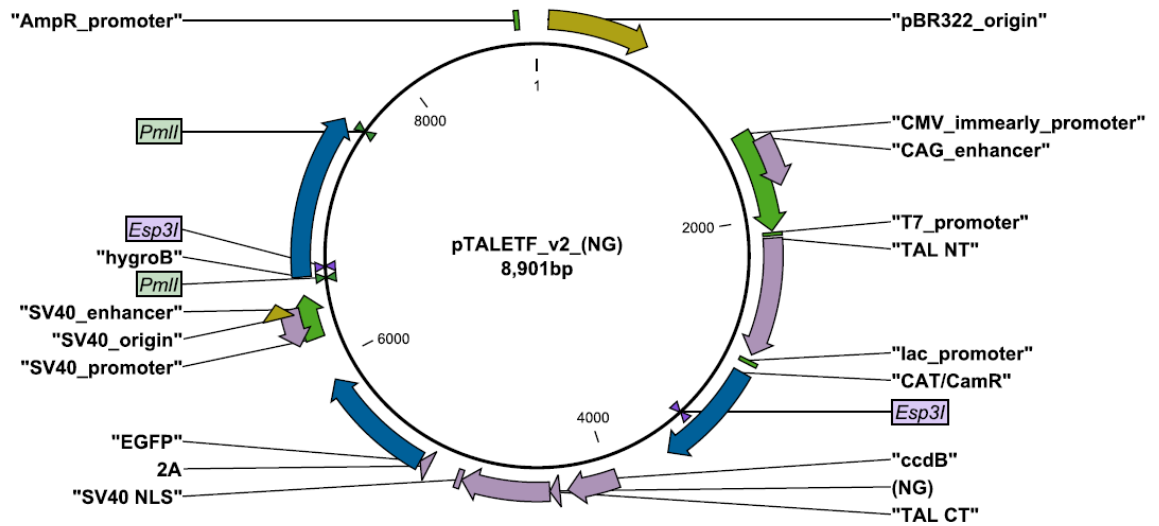 "AmpR_promoter"
"pBR322_origin"
1
8000
PmlI
"CMV_immearly_promoter"
"CAG_enhancer"
2000
"T7_promoter"
"TAL NT"
pTALETF_v2_(NG)
8,901bp
Esp3I
"hygroB"
PmlI
"SV40_enhancer"
"SV40_origin"
"SV40_promoter"
6000
"lac_promoter"
"CAT/CamR"
Esp3I
4000
"EGFP"
2A
"SV40 NLS"
"ccdB"
(NG)
"TAL CT"